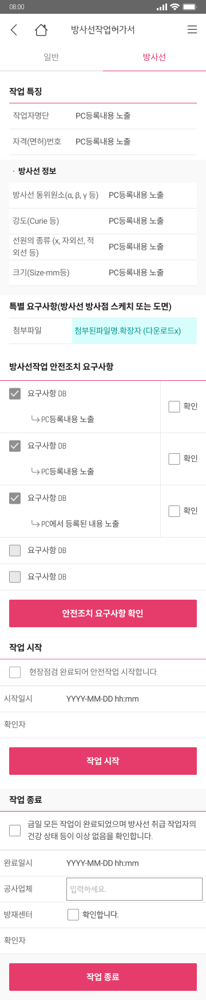 08:00
방사선작업허가서
일반 방사선
작업 특징
작업자명단 PC등록내용 노출
자격(면허)번호 PC등록내용 노출
· 방사선 정보
방사선 동위원소(α, β, γ 등) PC등록내용 노출
강도(Curie 등) PC등록내용 노출
선원의 종류 (x, 자외선, 적
외선 등) PC등록내용 노출
크기(Size-mm등) PC등록내용 노출
특별 요구사항(방사선 방사점 스케치 또는 도면)
첨부파일 첨부된파일명.확장자 (다운로드x)
방사선작업 안전조치 요구사항
요구사항 DB
확인
PC등록내용 노출
요구사항 DB
확인
PC등록내용 노출
요구사항 DB
확인
PC에서 등록된 내용 노출
요구사항 DB
요구사항 DB
안전조치 요구사항 확인
작업 시작
현장점검 완료되어 안전작업 시작합니다.
시작일시 YYYY-MM-DD hh:mm
확인자
작업 시작
작업 종료
금일 모든 작업이 완료되었으며 방사선 취급 작업자의
건강 상태 등이 이상 없음을 확인합니다.
완료일시 YYYY-MM-DD hh:mm
공사업체 입력하세요.
방재센터 확인합니다.
확인자
작업 종료